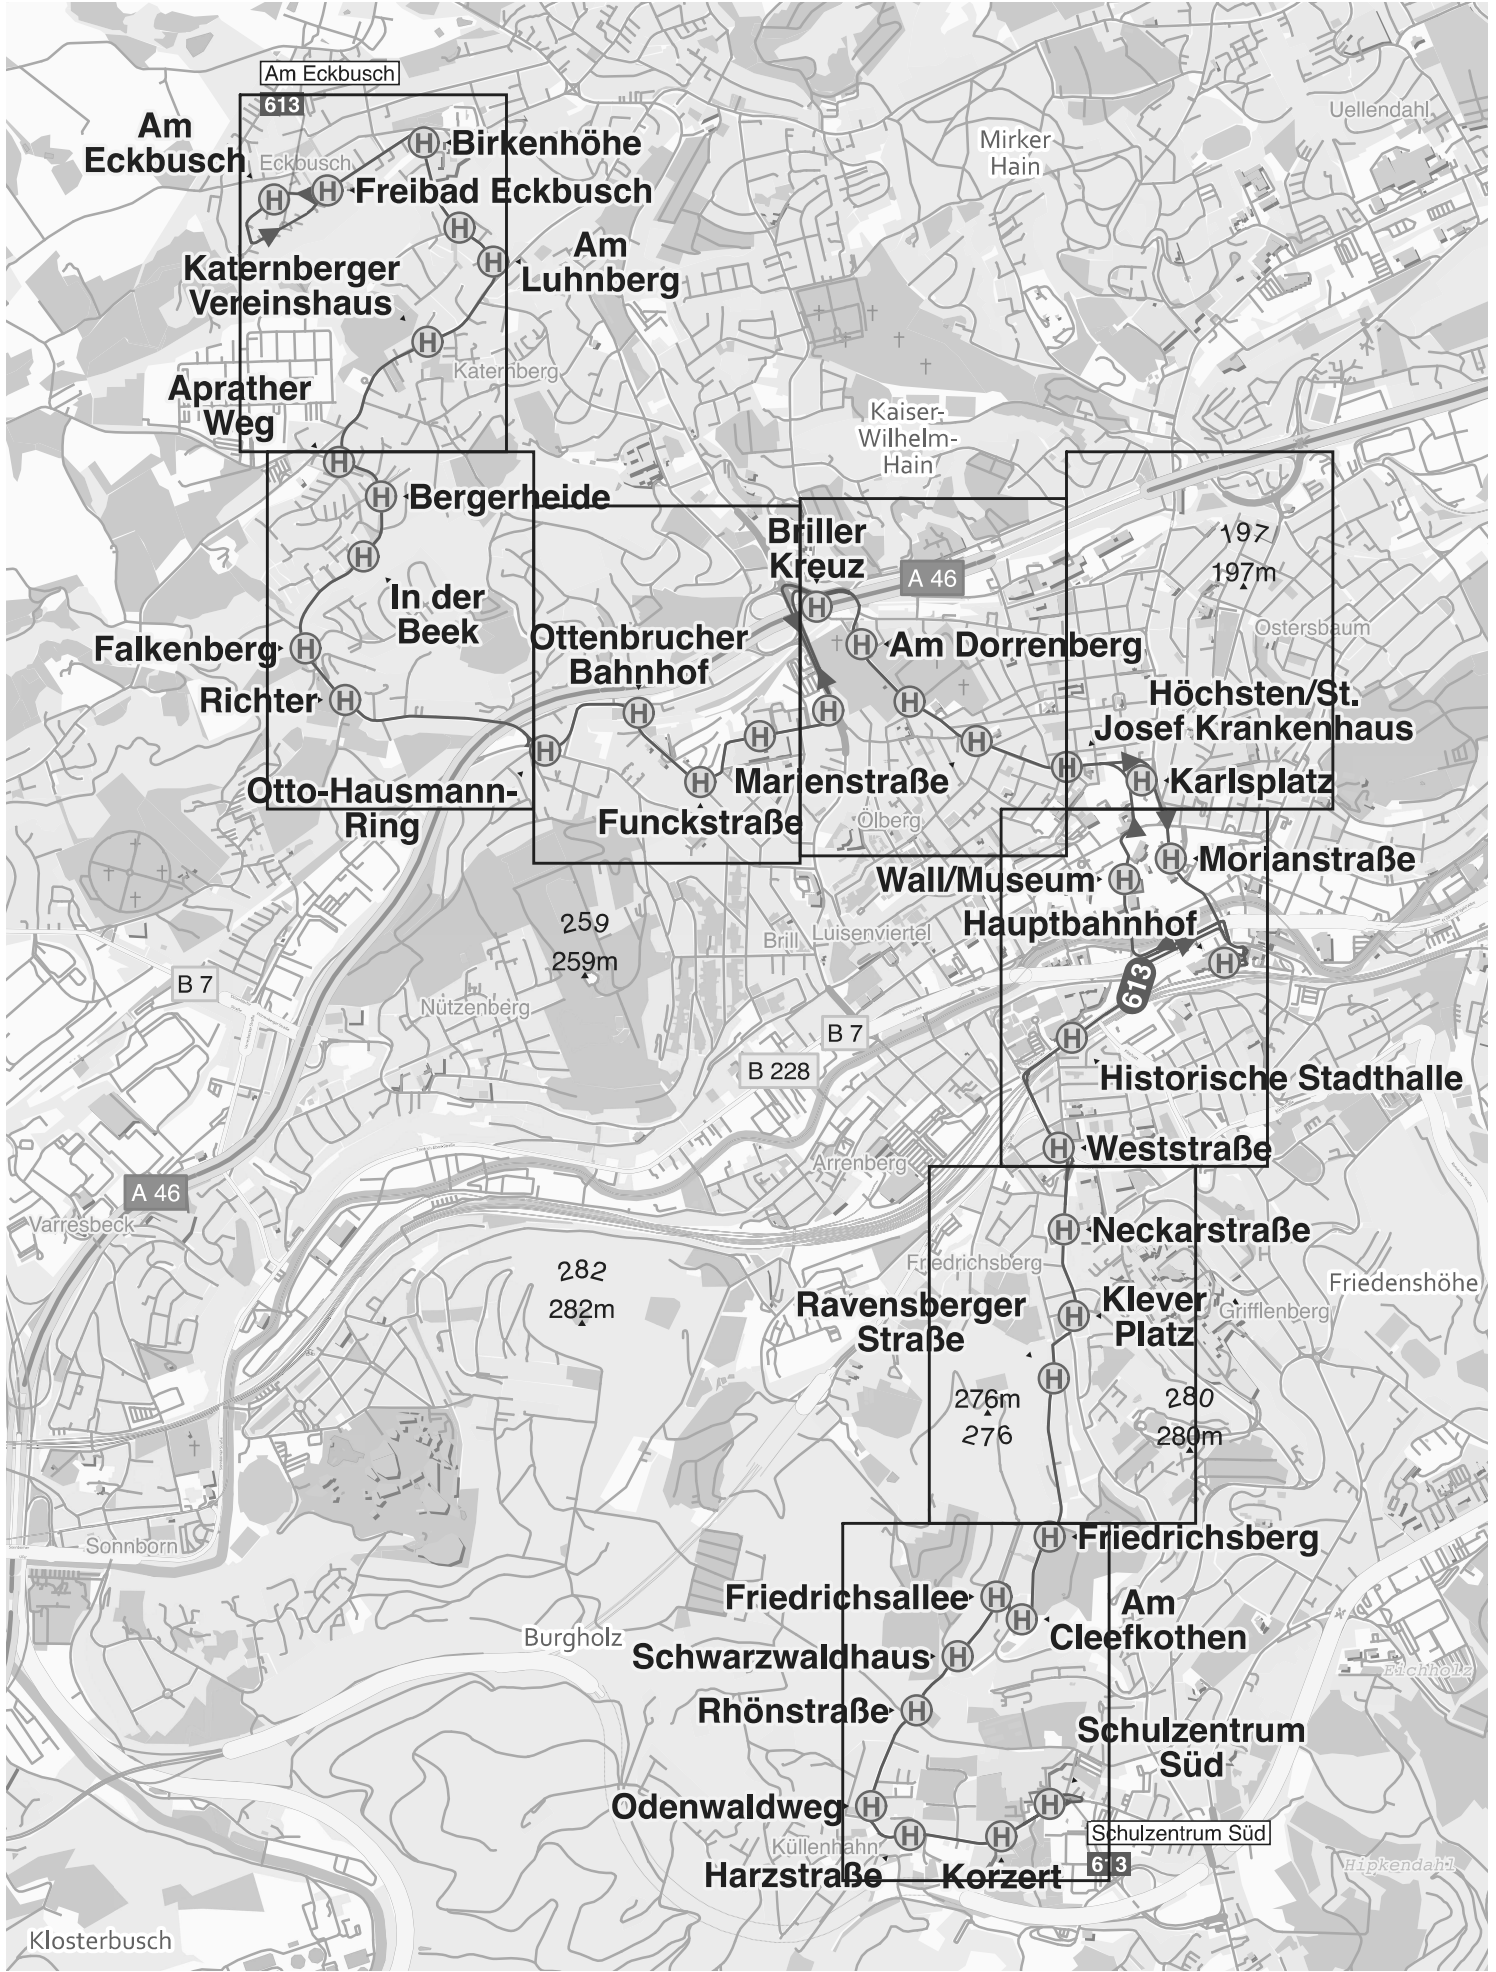 Am Eckbusch
613
Am
Eckbusch
Eckbusch
Birkenhöhe
Freibad Eckbusch
Uellendahl
Mirker
Hain
Am
Luhnberg
Katernberger
Vereinshaus
Katernberg
Aprather
Weg
Kaiser-
Wilhelm-
Hain
Bergerheide
Briller
Kreuz
A 46
197
197m
In der
Beek
Ostersbaum
Falkenberg
Ottenbrucher
Bahnhof
Am Dorrenberg
Richter
Höchsten/St.
Josef Krankenhaus
Otto-Hausmann-
Ring
Marienstraße
Karlsplatz
Funckstraße
Ölberg
Morianstraße
Wall/Museum
Hauptbahnhof
259
259m
Brill
Luisenviertel
B 7
Nützenberg
613
B 7
B 228
Historische Stadthalle
Weststraße
Arrenberg
A 46
Varresbeck
Neckarstraße
Friedrichsberg
282
282m
Friedenshöhe
Ravensberger
Straße
Klever
Platz
Grifflenberg
276m
276
280
280m
Sonnborn
Friedrichsberg
Friedrichsallee
Am
Cleefkothen
Burgholz
Schwarzwaldhaus
Eichholz
Rhönstraße
Schulzentrum
Süd
Odenwaldweg
Schulzentrum Süd
613
Küllenhahn
Harzstraße
Korzert
Hipkendahl
Klosterbusch